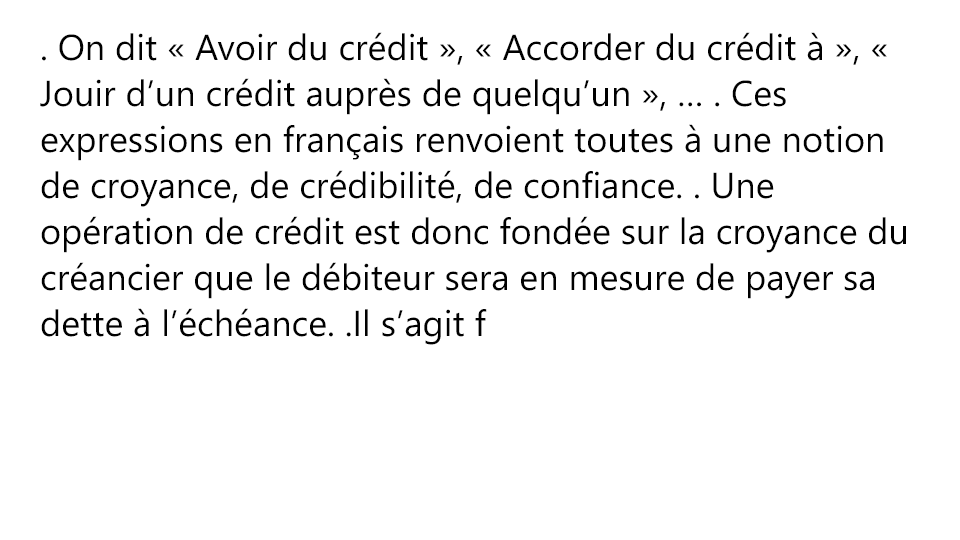 . On dit « Avoir du crédit », « Accorder du crédit à », «
Jouir d’un crédit auprès de quelqu’un », … . Ces
expressions en français renvoient toutes à une notion
de croyance, de crédibilité, de confiance. . Une
opération de crédit est donc fondée sur la croyance du
créancier que le débiteur sera en mesure de payer sa
dette à l’échéance. .Il s’agit f